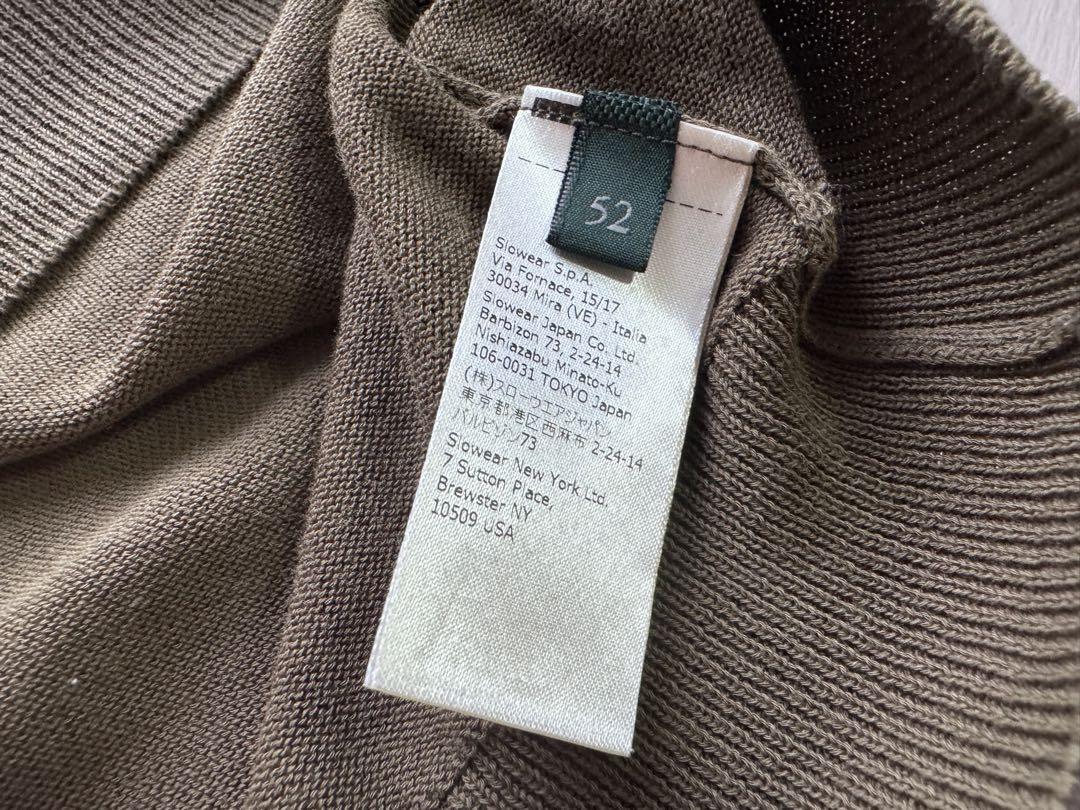 52
Slowear S.p.A.
Via Fornace, 15/17
30034 Mira (VE) - Italia
Slowear Japan Co., Ltd.
Barbizon 73, 2-24-14
Nishiazabu Minato-Ku
106-0031 TOKYO Japan
(株)スローウエアジャパン
東京都港区西麻布 2-24-14
バルビゾン73
Slowear New York Ltd.
7 Sutton Place,
Brewster NY
10509 USA